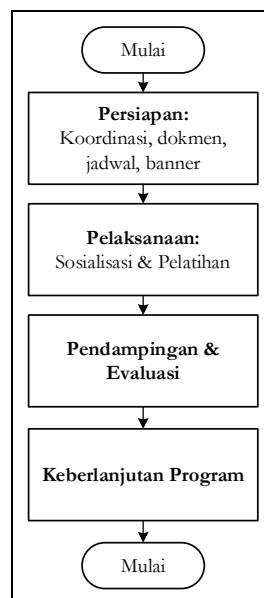 Mulai
Persiapan:
Koordinasi, dokmen,
jadwal, banner
Pelaksanaan:
Sosialisasi & Pelatihan
Pendampingan &
Evaluasi
Keberlanjutan Program
Mulai